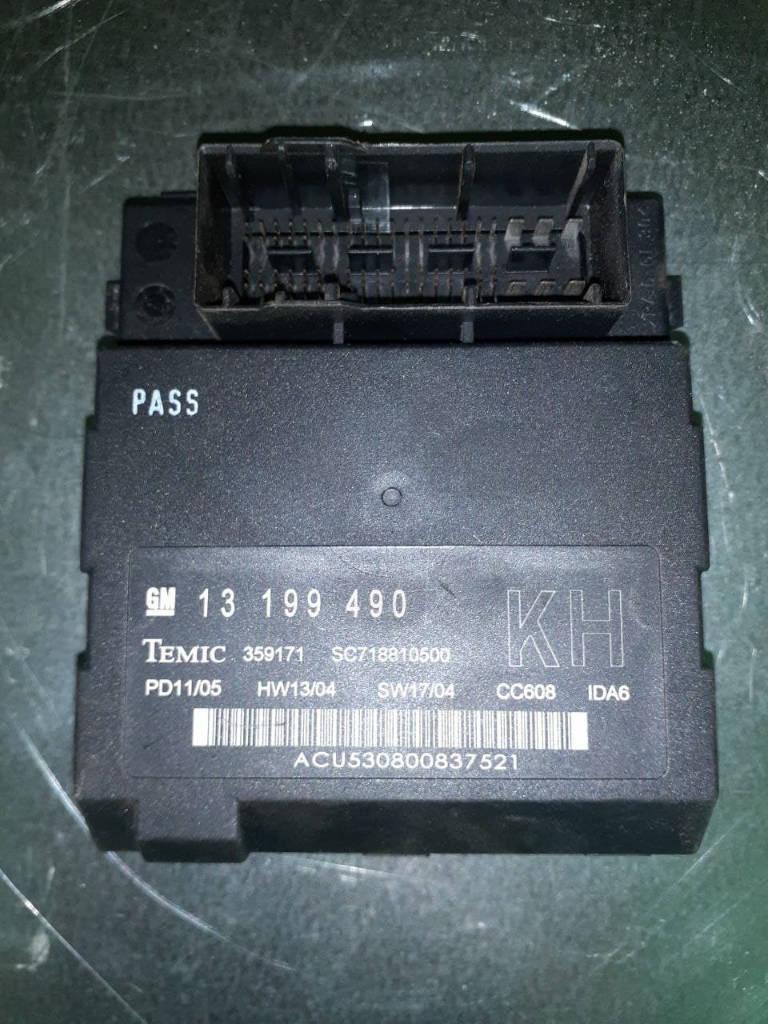 PASS
GM 13 199 490 KH
TEMIC 359171 SC718810500
PD11/05 HW13/04 SW17/04 CC608 IDA6
ACU530800837521